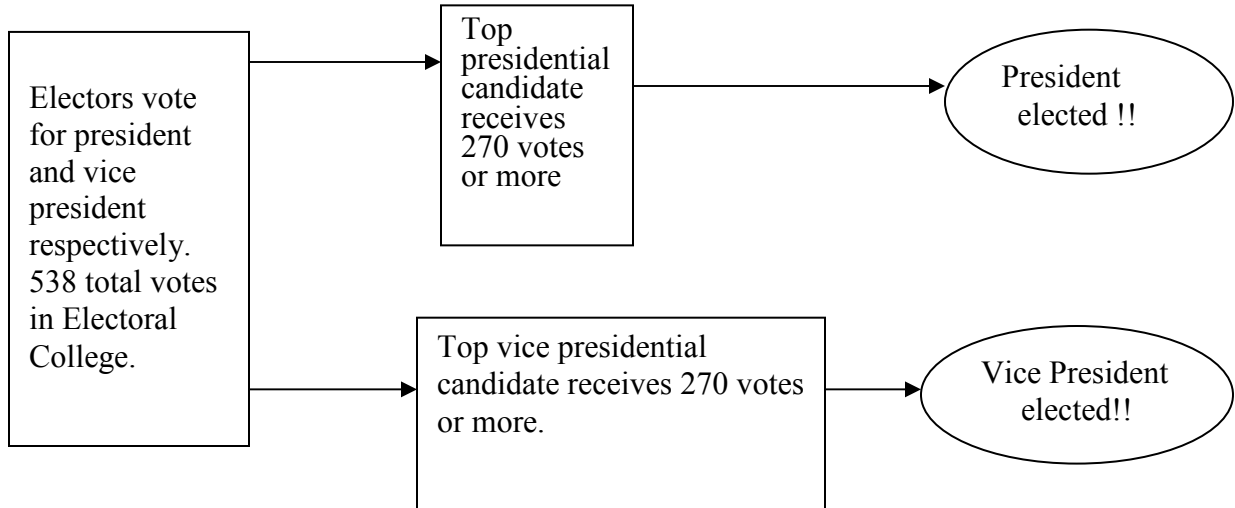 Electors vote
for president
and vice
president
respectively.
538 total votes
in Electoral
College.
Top
presidential
candidate
receives
270 votes
or more
President
elected !!
Top vice presidential
candidate receives 270 votes
or more.
Vice President
elected!!